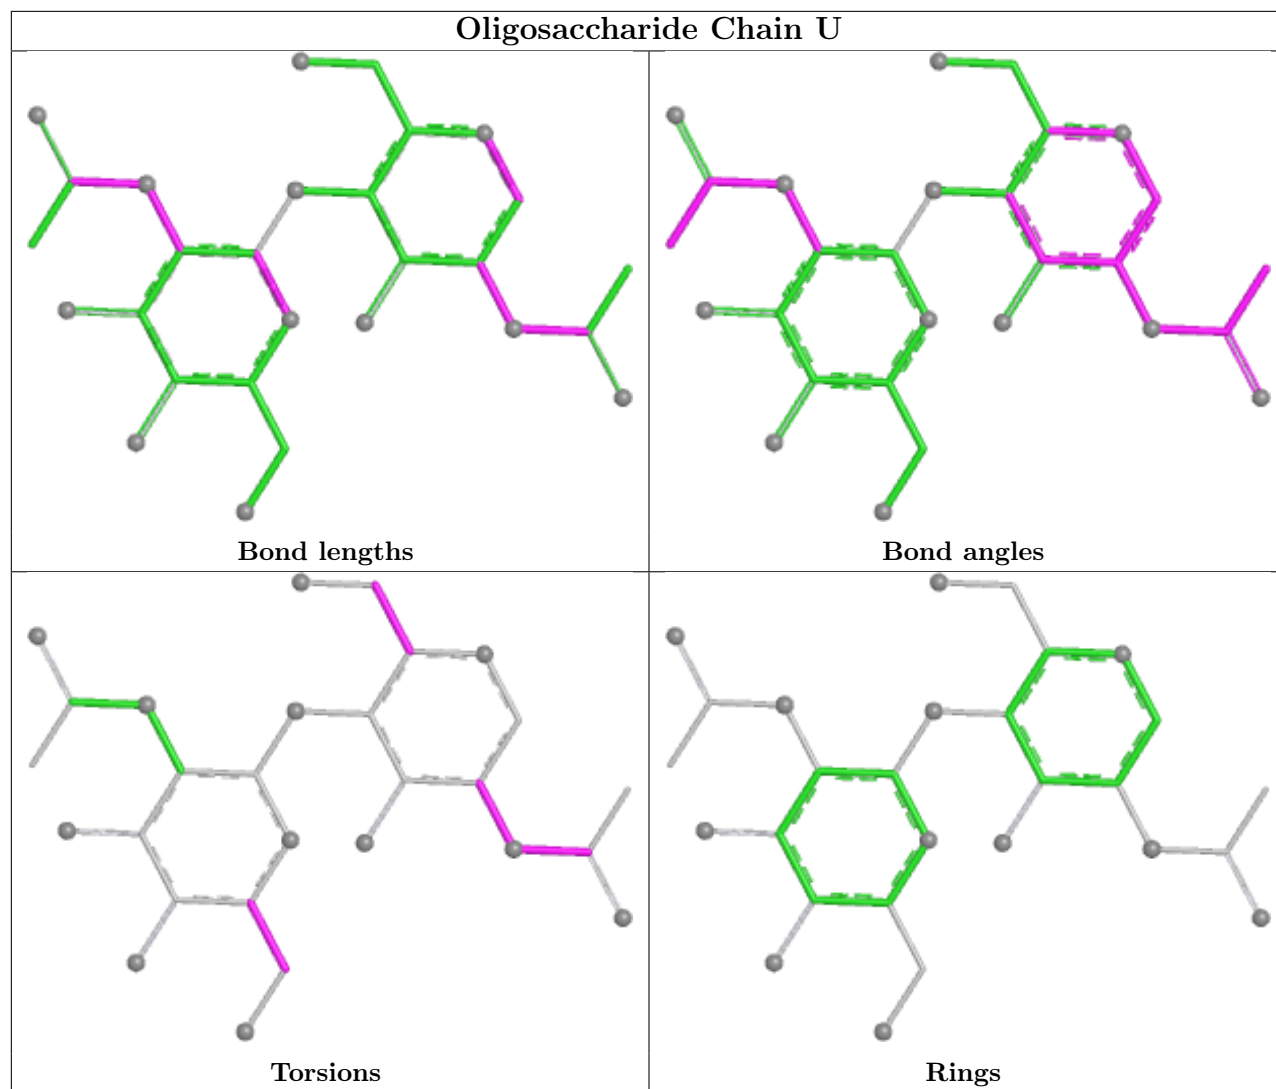 Oligosaccharide Chain U
Bond lengths
Bond angles
Torsions
Rings